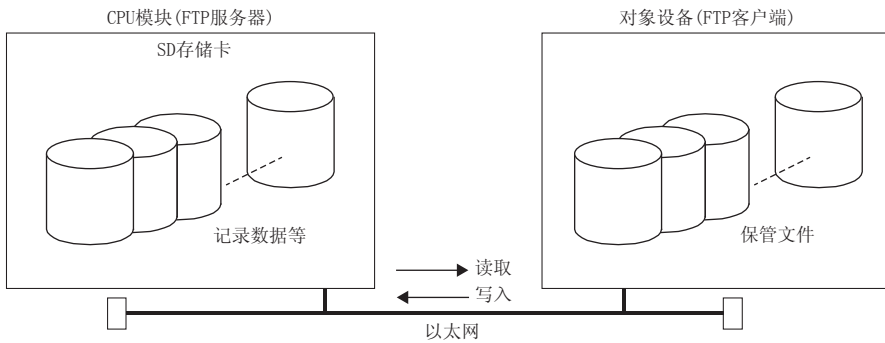 CPU模块(FTP服务器)
对象设备(FTP客户端)
SD存储卡
记录数据等
保管文件
读取
写入
以太网